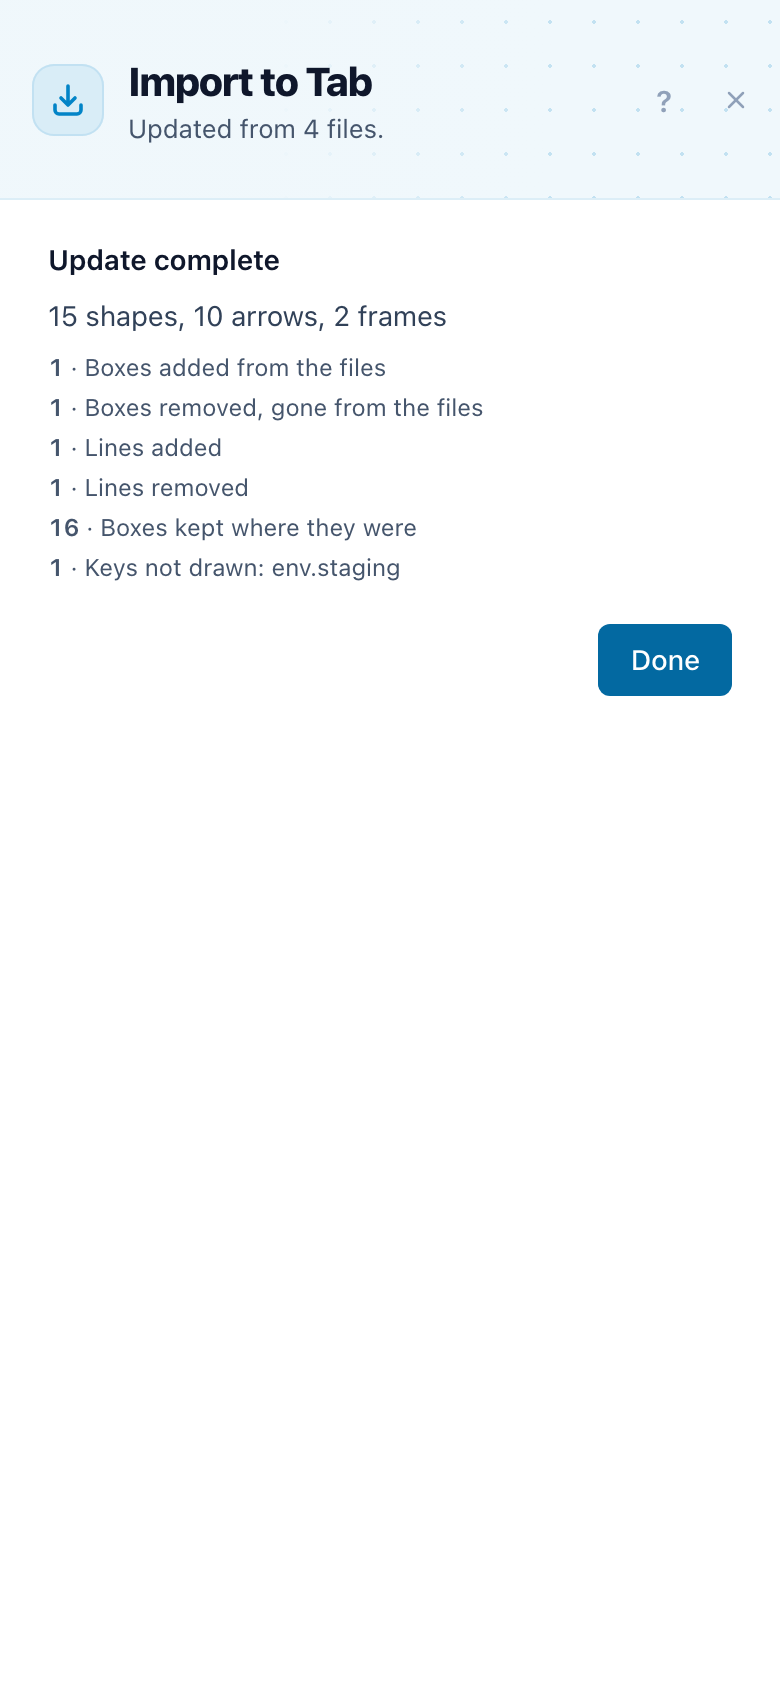 Import to Tab
Updated from 4 files.
?
Update complete
15 shapes, 10 arrows, 2 frames
1 · Boxes added from the files
1 · Boxes removed, gone from the files
1 · Lines added
1 · Lines removed
16 · Boxes kept where they were
1 · Keys not drawn: env.staging
Done